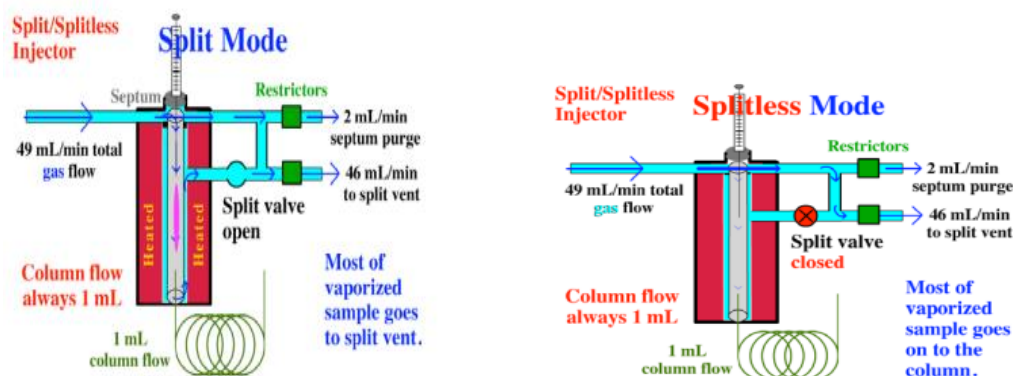 Split/Splitless
Injector
Split Mode
Septum
Restrictors
2 mL/min
septum purge
49 mL/min total
gas flow
46 mL/min
to split vent
Split valve
open
Heated
Heated
Column flow
always 1 mL
Most of
vaporized
sample goes
to split vent.
1 mL
column flow
Split/Splitless
Injector
Splitless Mode
Restrictors
2 mL/min
septum purge
49 mL/min total
gas flow
46 mL/min
to split vent
Split valve
closed
Column flow
always 1 mL
Most of
vaporized
sample goes
on to the
column.
1 mL
column flow